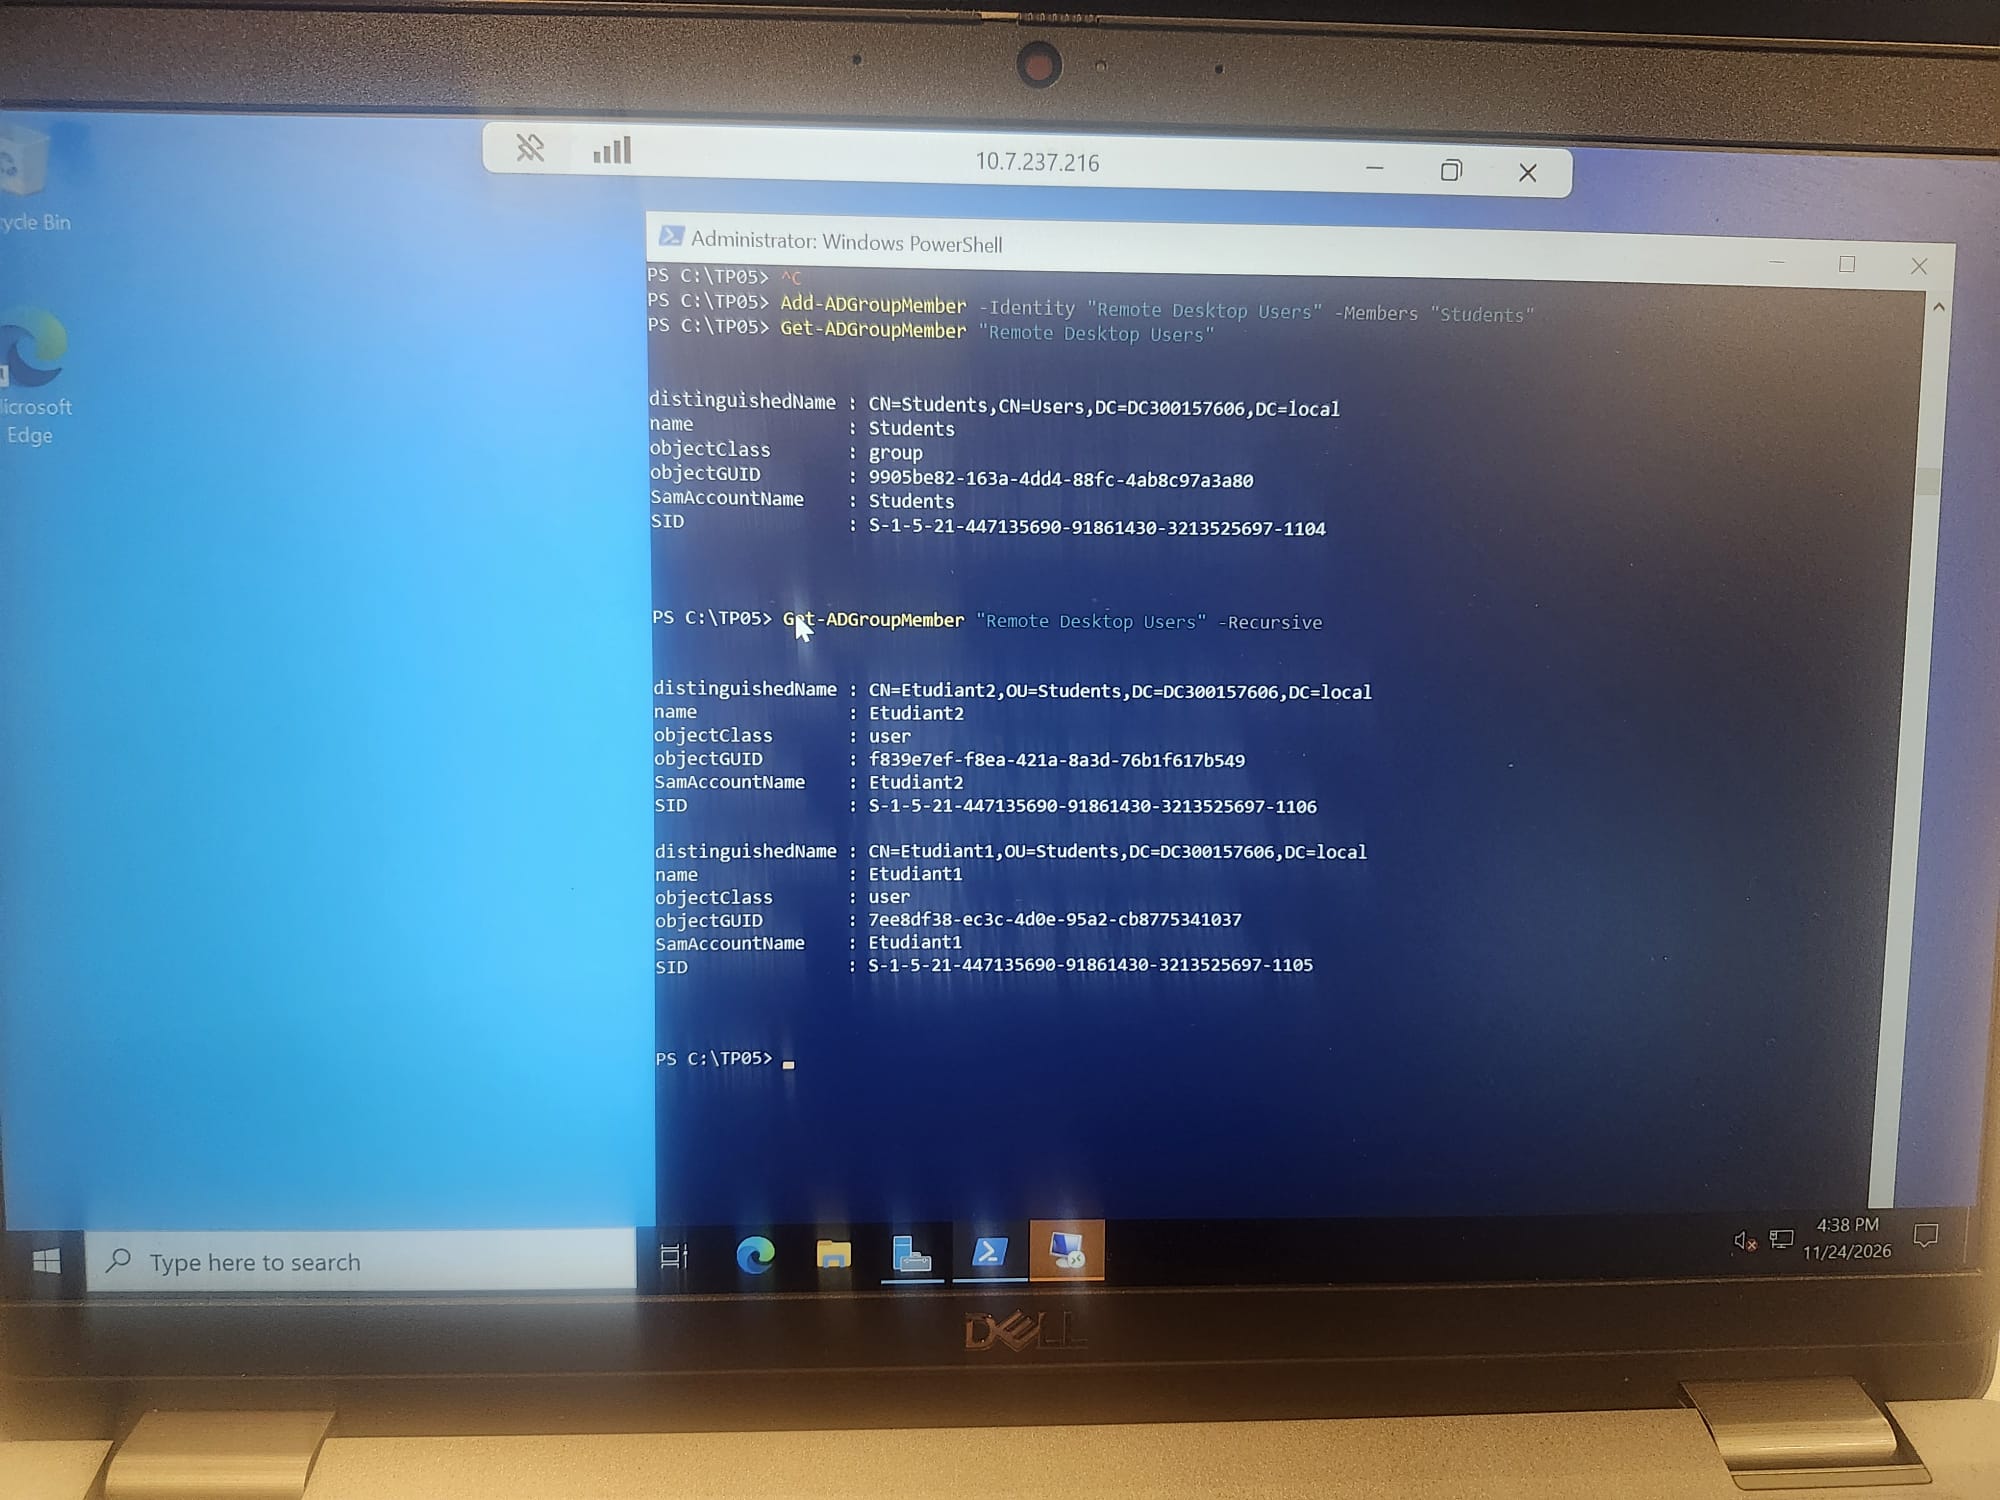 10.7.237.216
ycle Bin
Administrator: Windows PowerShell
PS C:\TP05> ^C
PS C:\TP05> Add-ADGroupMember -Identity "Remote Desktop Users" -Members "Students"
PS C:\TP05> Get-ADGroupMember "Remote Desktop Users"
icrosoft
Edge
distinguishedName : CN=Students,CN=Users,DC=DC300157606,DC=local
name : Students
objectClass : group
objectGUID : 9905be82-163a-4dd4-88fc-4ab8c97a3a80
SamAccountName : Students
SID : S-1-5-21-447135690-91861430-3213525697-1104
PS C:\TP05> Get-ADGroupMember "Remote Desktop Users" -Recursive
distinguishedName : CN=Etudiant2,OU=Students,DC=DC300157606,DC=local
name : Etudiant2
objectClass : user
objectGUID : f839e7ef-f8ea-421a-8a3d-76b1f617b549
SamAccountName : Etudiant2
SID : S-1-5-21-447135690-91861430-3213525697-1106
distinguishedName : CN=Etudiant1,OU=Students,DC=DC300157606,DC=local
name : Etudiant1
objectClass : user
objectGUID : 7ee8df38-ec3c-4d0e-95a2-cb8775341037
SamAccountName : Etudiant1
SID : S-1-5-21-447135690-91861430-3213525697-1105
PS C:\TP05>
Type here to search
4:38 PM
11/24/2026
DELL